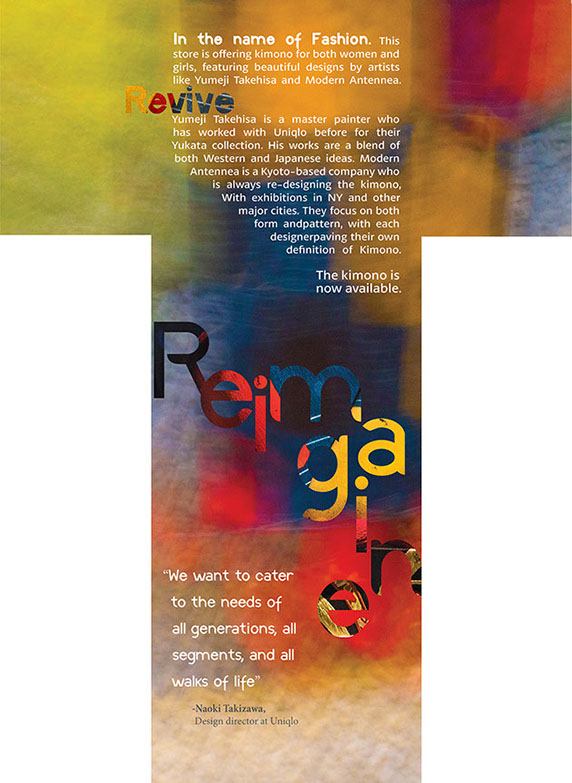 In the name of Fashion. This
store is offering kimono for both women and
girls, featuring beautiful designs by artists
like Yumeji Takehisa and Modern Antennea.
Revive
Yumeji Takehisa is a master painter who
has worked with Uniqlo before for their
Yukata collection. His works are a blend of
both Western and Japanese ideas. Modern
Antennea is a Kyoto-based company who
is always re-designing the kimono,
With exhibitions in NY and other
major cities. They focus on both
form andpattern, with each
designerpaving their own
definition of Kimono.
The kimono is
now available.
Reimagine
“We want to cater
to the needs of
all generations, all
segments, and all
walks of life”
-Naoki Takizawa,
Design director at Uniqlo